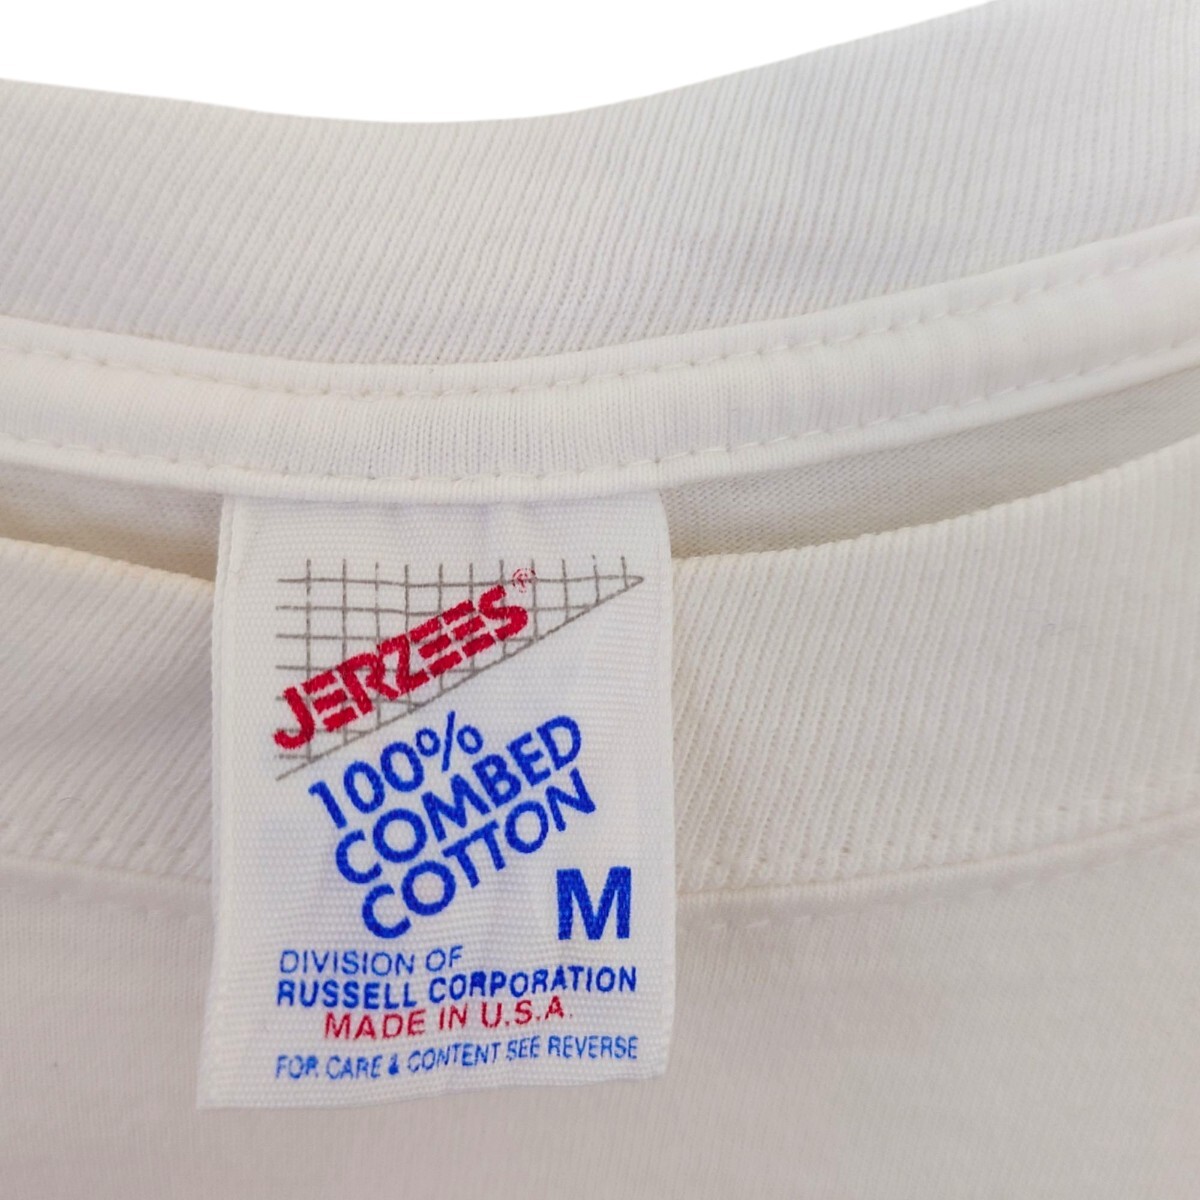 JERZEES®
100%
COMBED
COTTON
M
DIVISION OF
RUSSELL CORPORATION
MADE IN U.S.A.
FOR CARE & CONTENT SEE REVERSE